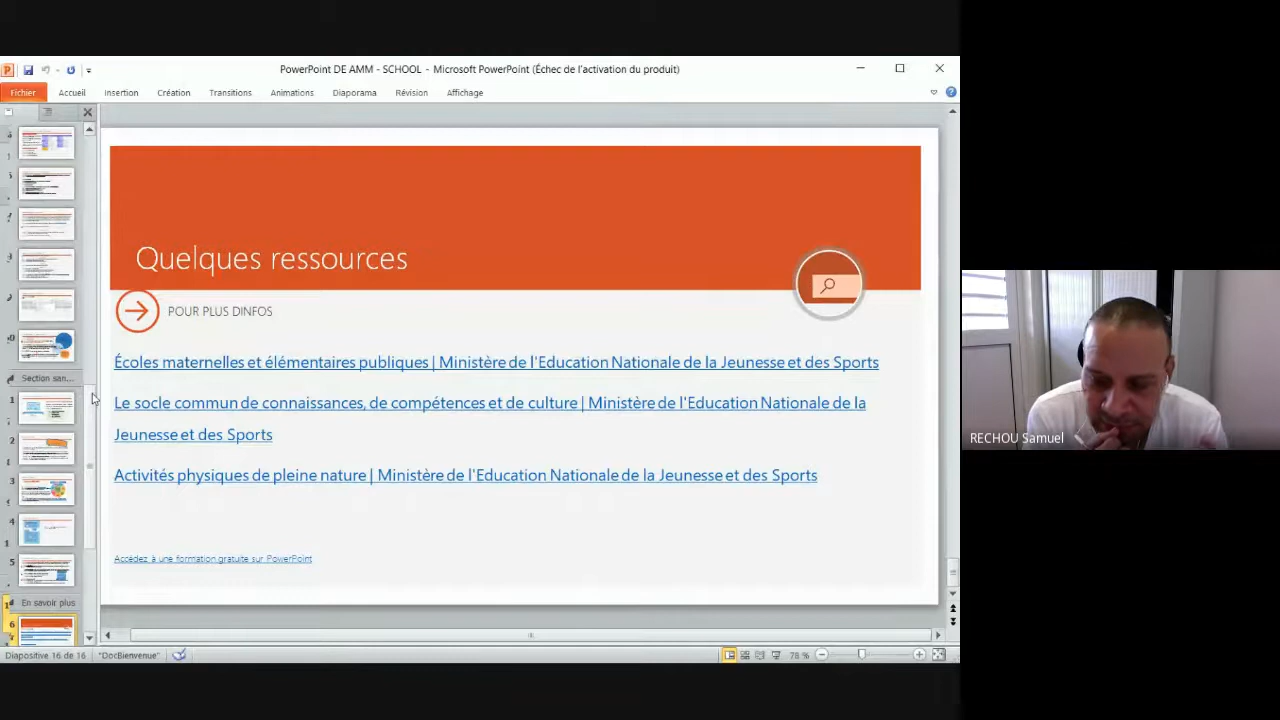 PowerPoint DE AMM - SCHOOL - Microsoft PowerPoint (Échec de l'activation du produit)
Fichier Accueil Insertion Création Transitions Animations Diaporama Révision Affichage
Quelques ressources
POUR PLUS DINFOS
Écoles maternelles et élémentaires publiques | Ministère de l'Education Nationale de la Jeunesse et des Sports
Le socle commun de connaissances, de compétences et de culture | Ministère de l'Education Nationale de la
Jeunesse et des Sports
Activités physiques de pleine nature | Ministère de l'Education Nationale de la Jeunesse et des Sports
Accédez à une formation gratuite sur PowerPoint
Section san...
En savoir plus
RECHOU Samuel
Diapositive 16 de 16 "DocBienvenue" 78 %